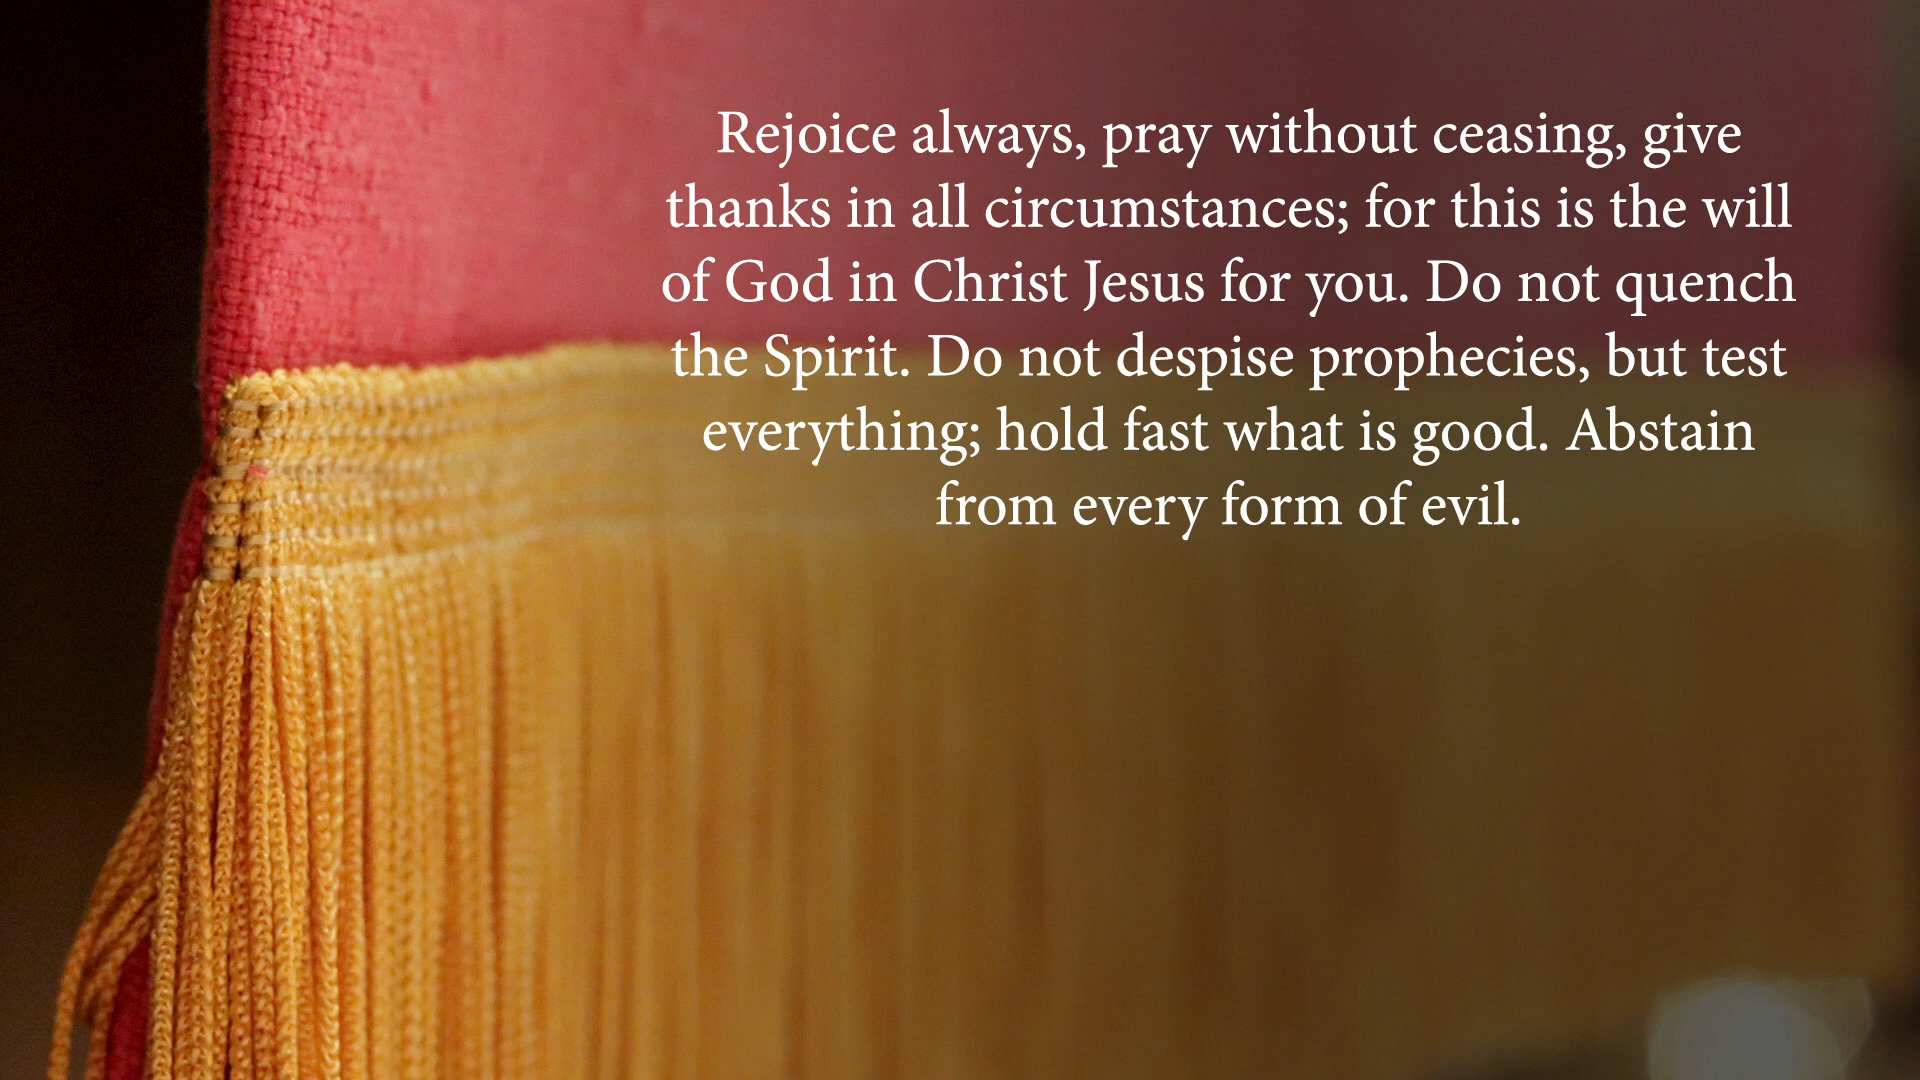 Rejoice always, pray without ceasing, give
thanks in all circumstances; for this is the will
of God in Christ Jesus for you. Do not quench
the Spirit. Do not despise prophecies, but test
everything; hold fast what is good. Abstain
from every form of evil.